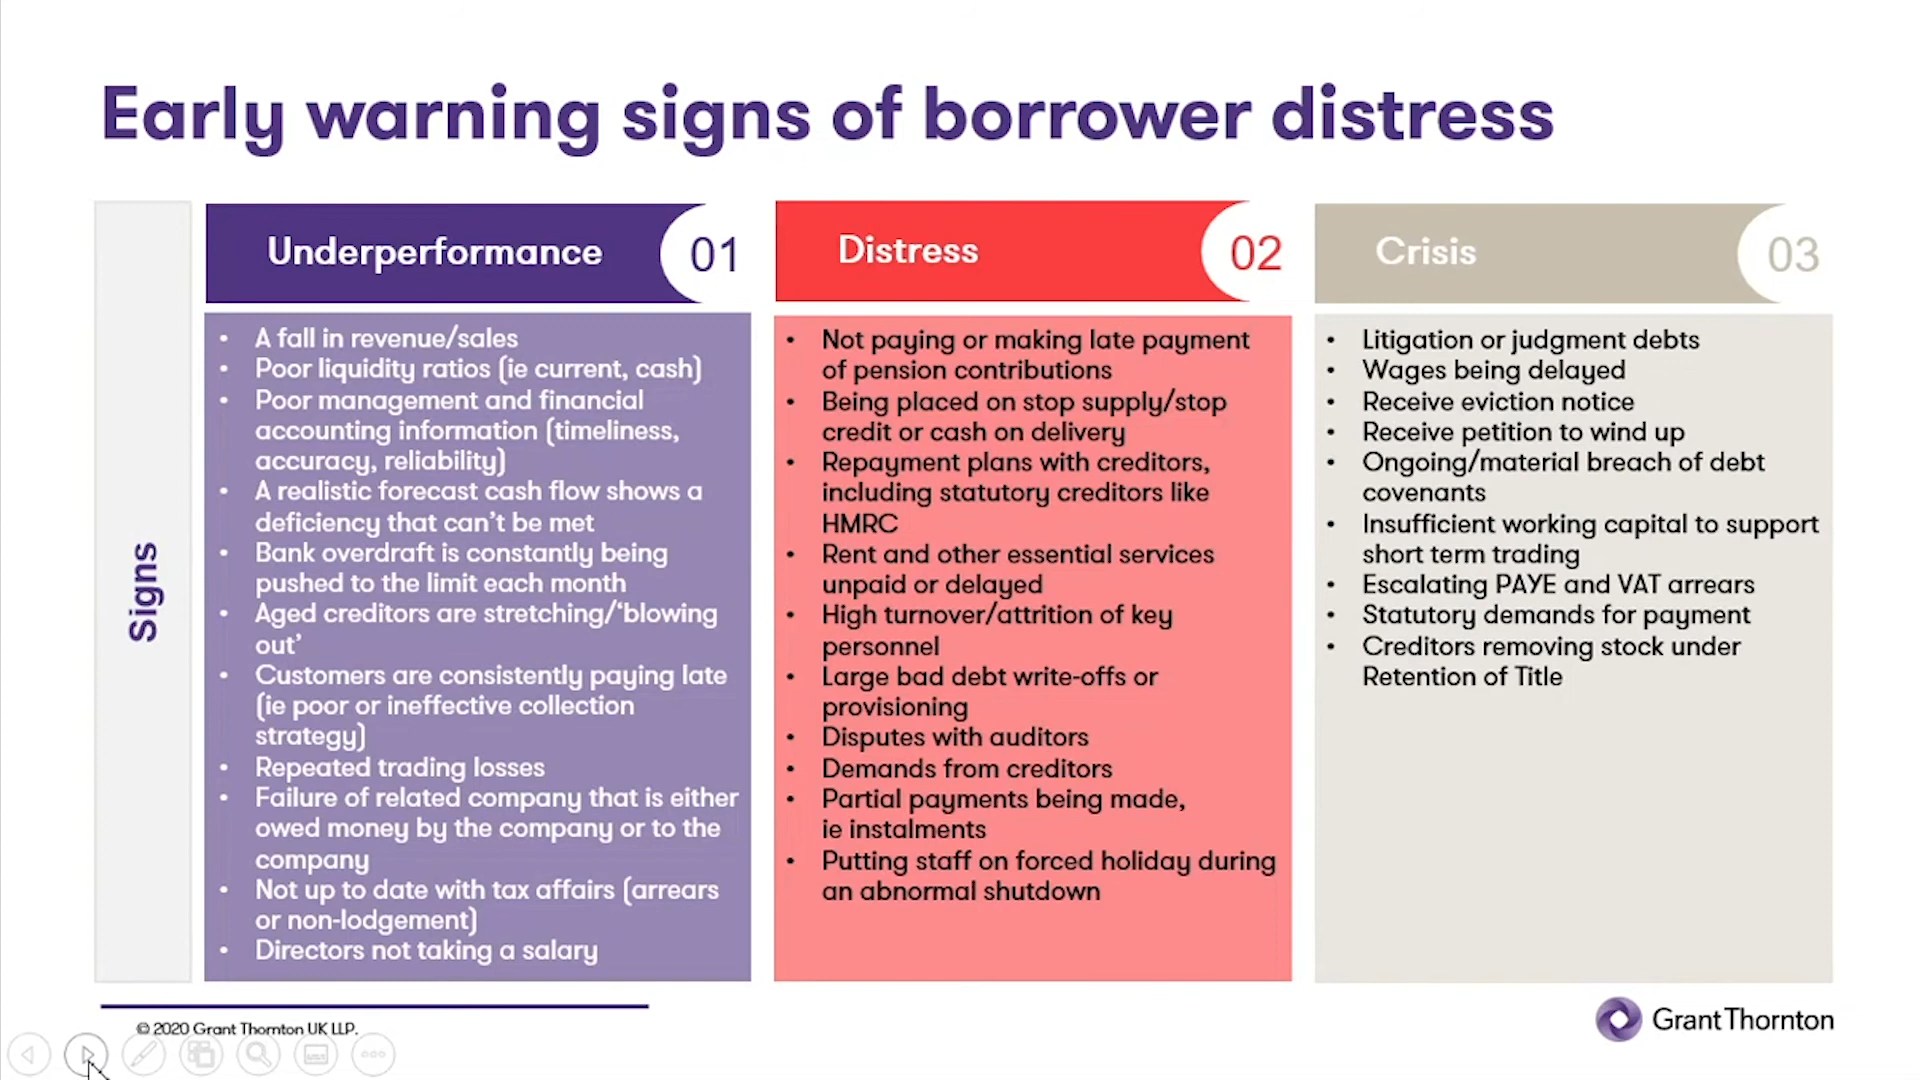 Early warning signs of borrower distress
Signs
Underperformance
01
• A fall in revenue/sales
• Poor liquidity ratios (ie current, cash)
• Poor management and financial
accounting information (timeliness,
accuracy, reliability)
• A realistic forecast cash flow shows a
deficiency that can't be met
• Bank overdraft is constantly being
pushed to the limit each month
• Aged creditors are stretching/‘blowing
out’
• Customers are consistently paying late
(ie poor or ineffective collection
strategy)
• Repeated trading losses
• Failure of related company that is either
owed money by the company or to the
company
• Not up to date with tax affairs (arrears
or non-lodgement)
• Directors not taking a salary
Distress
02
• Not paying or making late payment
of pension contributions
• Being placed on stop supply/stop
credit or cash on delivery
• Repayment plans with creditors,
including statutory creditors like
HMRC
• Rent and other essential services
unpaid or delayed
• High turnover/attrition of key
personnel
• Large bad debt write-offs or
provisioning
• Disputes with auditors
• Demands from creditors
• Partial payments being made,
ie instalments
• Putting staff on forced holiday during
an abnormal shutdown
Crisis
03
• Litigation or judgment debts
• Wages being delayed
• Receive eviction notice
• Receive petition to wind up
• Ongoing/material breach of debt
covenants
• Insufficient working capital to support
short term trading
• Escalating PAYE and VAT arrears
• Statutory demands for payment
• Creditors removing stock under
Retention of Title
© 2020 Grant Thornton UK LLP.
Grant Thornton